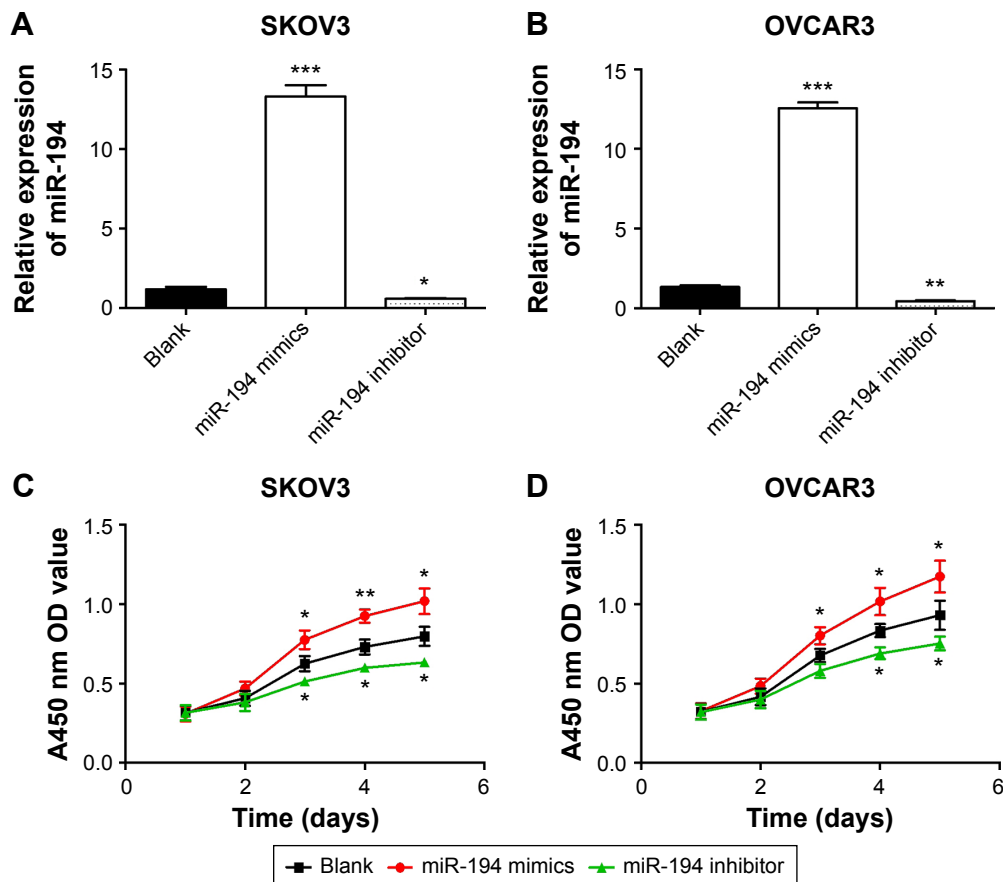 A
SKOV3
Relative expression
of miR-194
15
10
5
0
***
*
Blank
miR-194 mimics
miR-194 inhibitor
B
OVCAR3
Relative expression
of miR-194
15
10
5
0
***
**
Blank
miR-194 mimics
miR-194 inhibitor
C
SKOV3
A450 nm OD value
1.5
1.0
0.5
0.0
* ** *
* * *
0 2 4 6
Time (days)
D
OVCAR3
A450 nm OD value
1.5
1.0
0.5
0.0
* * *
* *
0 2 4 6
Time (days)
Blank miR-194 mimics miR-194 inhibitor